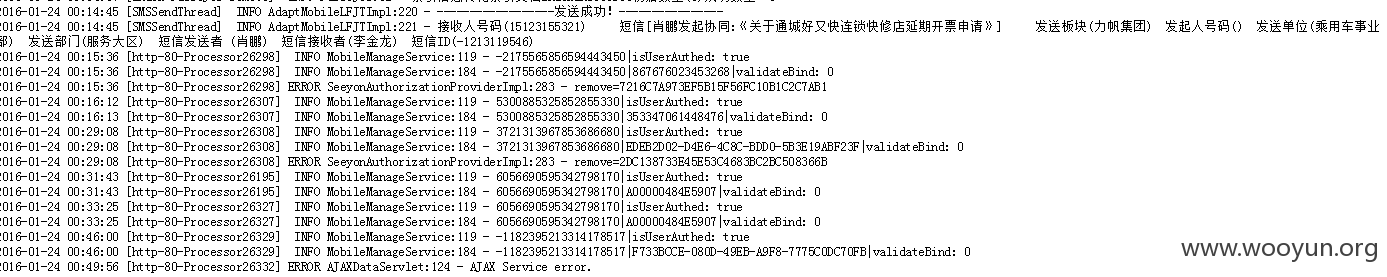 2016-01-24 00:14:45 [SMSSendThread]  INFO AdaptMobileLFJTImpl:220 - -----------------发送成功！---------------
2016-01-24 00:14:45 [SMSSendThread]  INFO AdaptMobileLFJTImpl:221 - 接收人号码(15123155321)     短信[肖鹏发起协同:《关于通城好又快连锁快修店延期开票申请》]     发送板块(力帆集团)  发起人号码()  发送单位(乘用车事业
部)  发送部门(服务大区)  短信发送者 (肖鹏)  短信接收者(李金龙)  短信ID(-1213119546)
2016-01-24 00:15:36 [http-80-Processor26298]  INFO MobileManageService:119 - -2175565856594443450|isUserAuthed: true
2016-01-24 00:15:36 [http-80-Processor26298]  INFO MobileManageService:184 - -2175565856594443450|867676023453268|validateBind: 0
2016-01-24 00:15:36 [http-80-Processor26298] ERROR SeeyonAuthorizationProviderImpl:283 - remove=7216C7A973EF5B15F56FC10B1C2C7AB1
2016-01-24 00:16:12 [http-80-Processor26307]  INFO MobileManageService:119 - 5300885325852855330|isUserAuthed: true
2016-01-24 00:16:13 [http-80-Processor26307]  INFO MobileManageService:184 - 5300885325852855330|353347061448476|validateBind: 0
2016-01-24 00:29:08 [http-80-Processor26308]  INFO MobileManageService:119 - 3721313967853686680|isUserAuthed: true
2016-01-24 00:29:08 [http-80-Processor26308]  INFO MobileManageService:184 - 3721313967853686680|EDEB2D02-D4E6-4C8C-BDD0-5B3E19ABF23F|validateBind: 0
2016-01-24 00:29:08 [http-80-Processor26308] ERROR SeeyonAuthorizationProviderImpl:283 - remove=2DC138733E45E53C4683BC2BC508366B
2016-01-24 00:31:43 [http-80-Processor26195]  INFO MobileManageService:119 - 6056690595342798170|isUserAuthed: true
2016-01-24 00:31:43 [http-80-Processor26195]  INFO MobileManageService:184 - 6056690595342798170|A00000484E5907|validateBind: 0
2016-01-24 00:33:25 [http-80-Processor26327]  INFO MobileManageService:119 - 6056690595342798170|isUserAuthed: true
2016-01-24 00:33:25 [http-80-Processor26327]  INFO MobileManageService:184 - 6056690595342798170|A00000484E5907|validateBind: 0
2016-01-24 00:46:00 [http-80-Processor26329]  INFO MobileManageService:119 - -1182395213314178517|isUserAuthed: true
2016-01-24 00:46:00 [http-80-Processor26329]  INFO MobileManageService:184 - -1182395213314178517|F733BCCE-080D-49EB-A9F8-7775C0DC70FB|validateBind: 0
2016-01-24 00:49:56 [http-80-Processor26332] ERROR AJAXDataServlet:124 - AJAX Service error.
www.wooyun.org